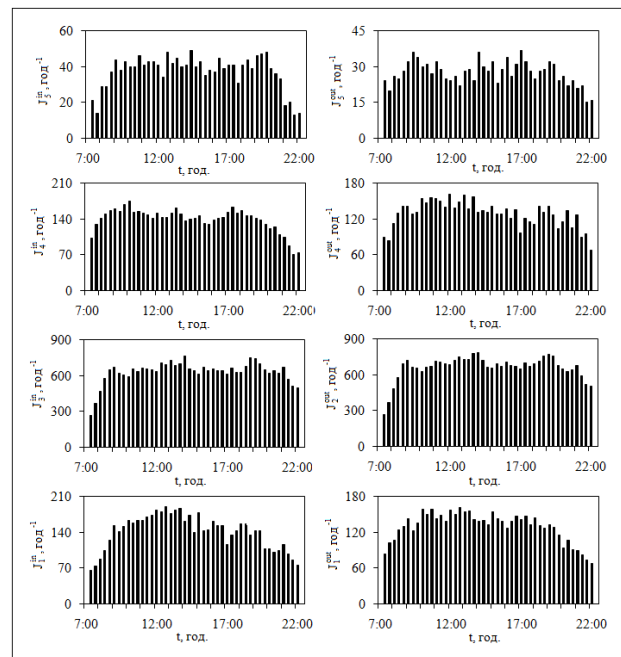 60
40
20
0
J₅ⁱⁿ, год⁻¹
7:00 12:00 17:00 22:00
t, год.
45
30
15
0
J₅ᵒᵘᵗ, год⁻¹
7:00 12:00 17:00 22:00
t, год.
210
140
70
0
J₄ⁱⁿ, год⁻¹
7:00 12:00 17:00 22:00
t, год.
180
120
60
0
J₄ᵒᵘᵗ, год⁻¹
7:00 12:00 17:00 22:00
t, год.
900
600
300
0
J₃ⁱⁿ, год⁻¹
7:00 12:00 17:00 22:00
t, год.
900
600
300
0
J₂ᵒᵘᵗ, год⁻¹
7:00 12:00 17:00 22:00
t, год.
210
140
70
0
J₁ⁱⁿ, год⁻¹
7:00 12:00 17:00 22:00
t, год.
180
120
60
0
J₁ᵒᵘᵗ, год⁻¹
7:00 12:00 17:00 22:00
t, год.